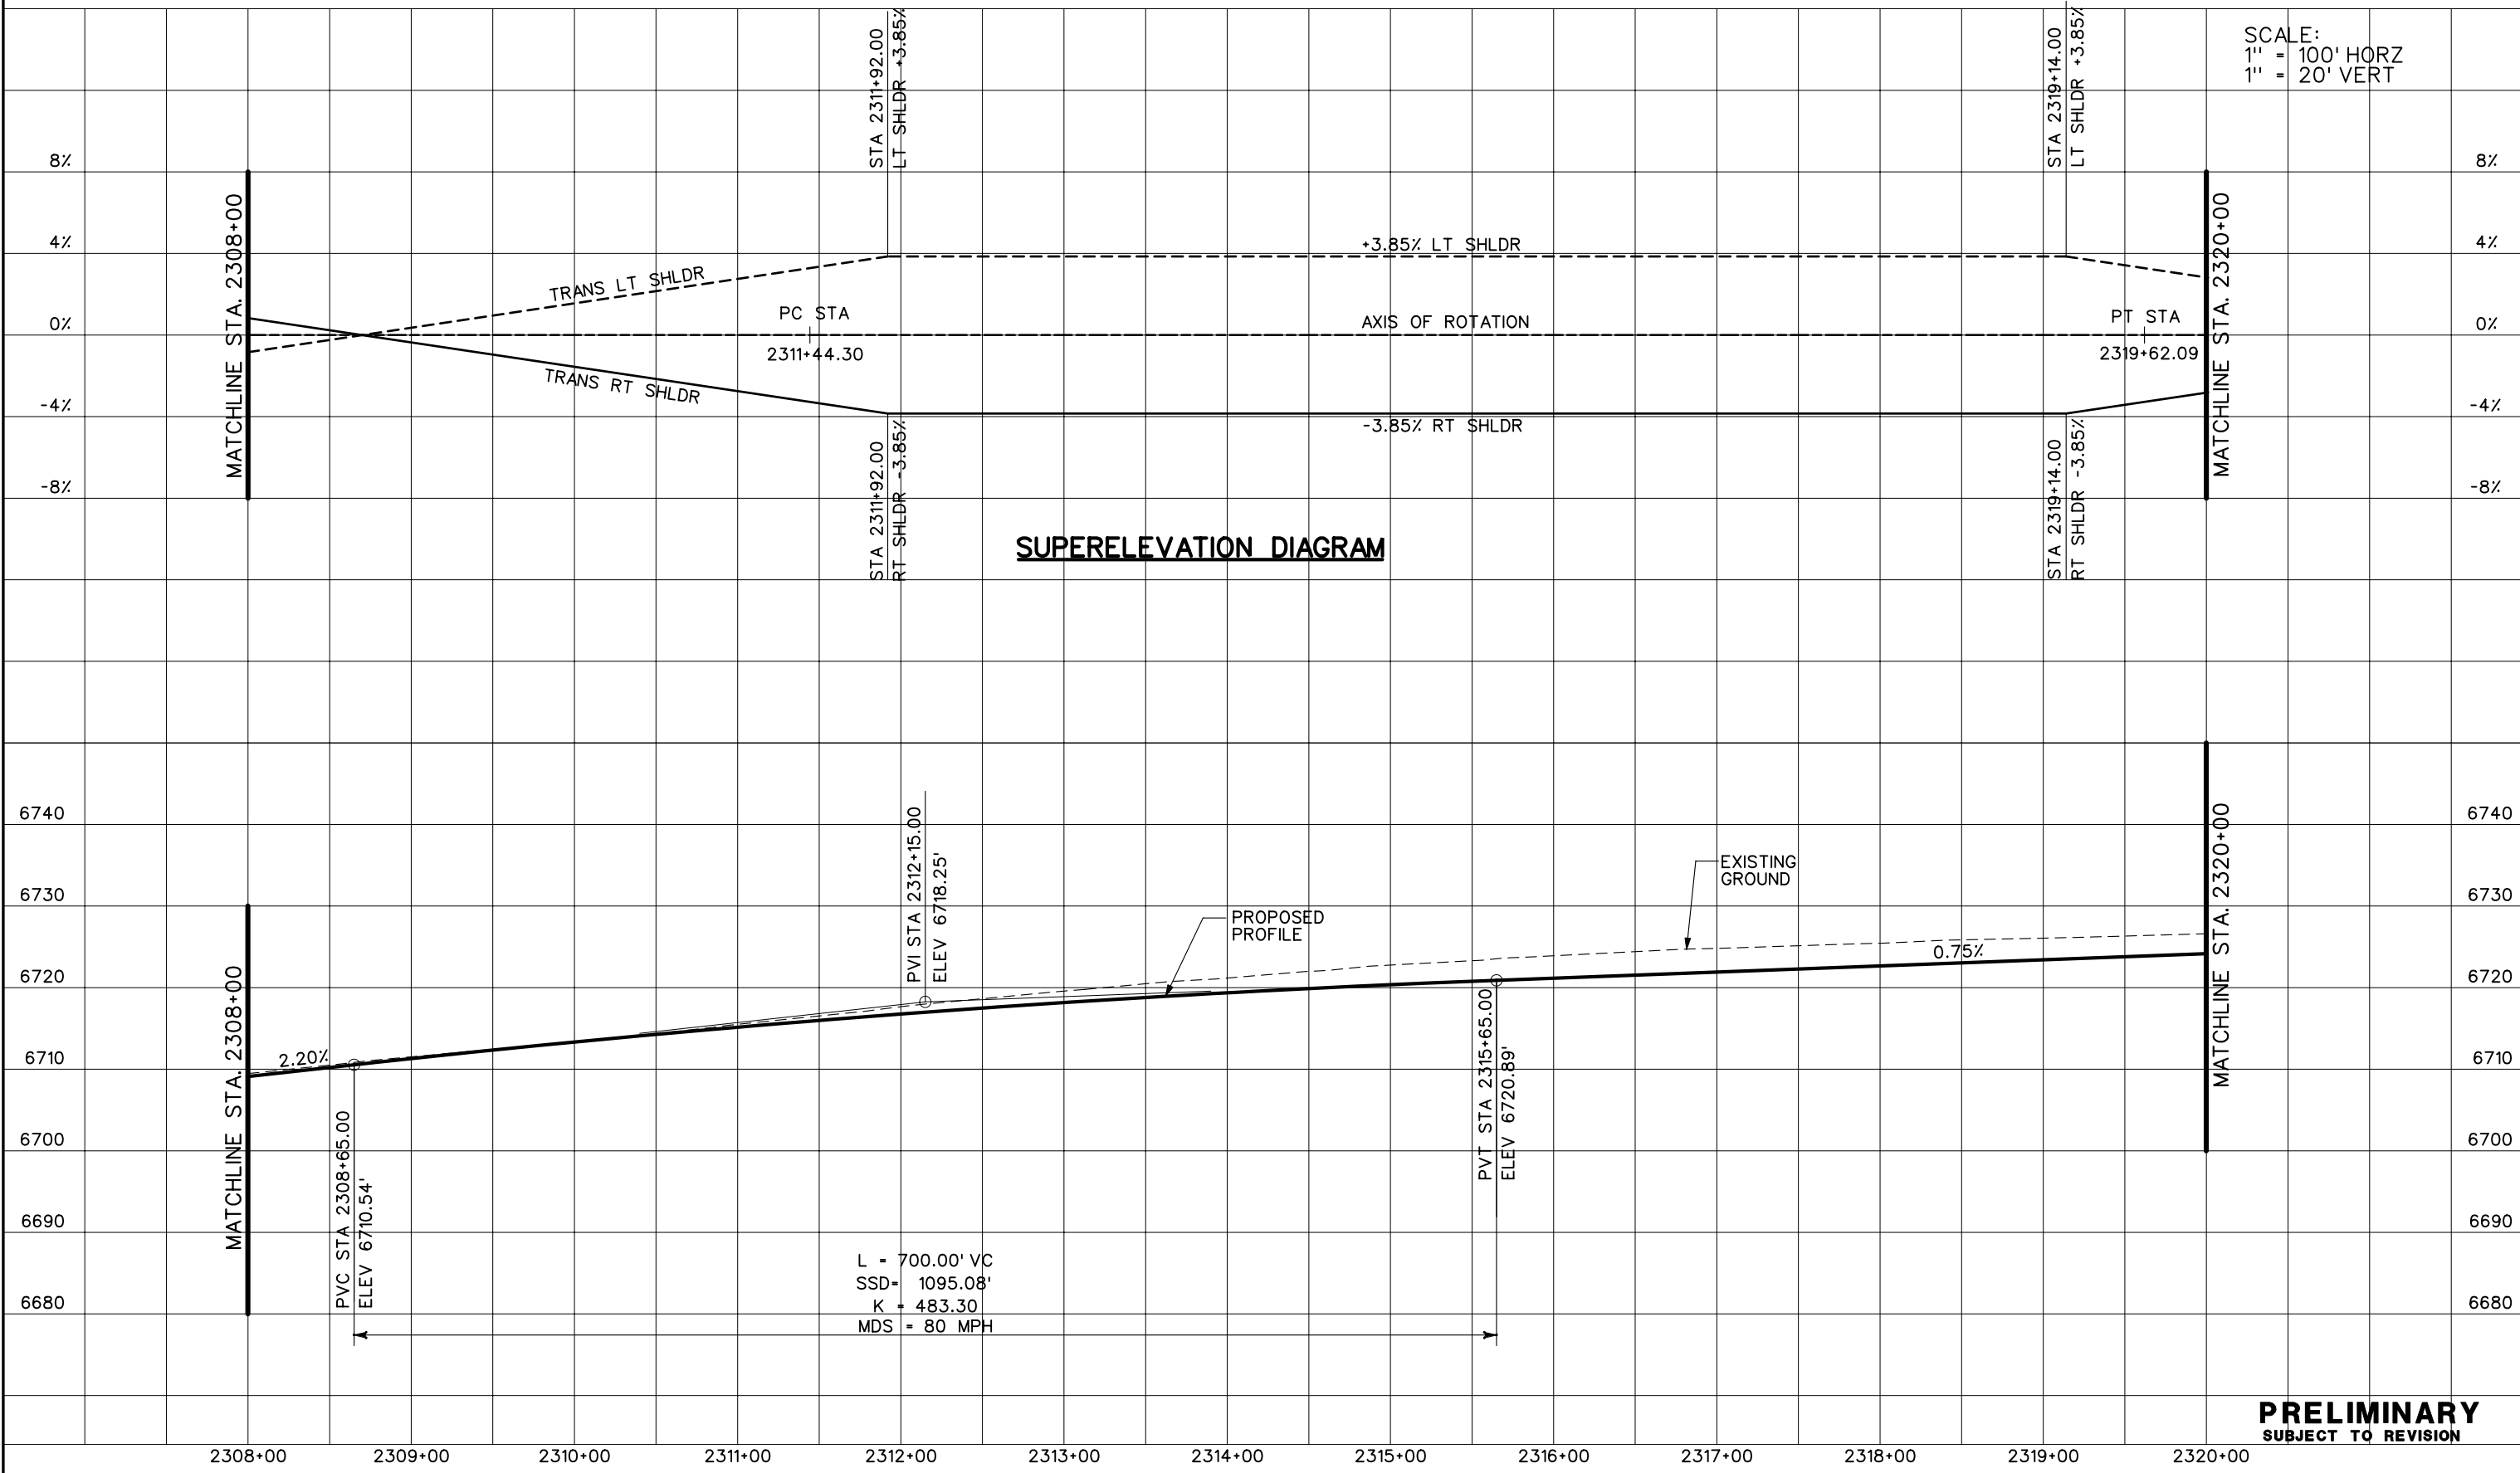 SCALE:
1" = 100' HORZ
1" = 20' VERT
STA 2311+92.00
LT SHLDR +3.85%
STA 2319+14.00
LT SHLDR +3.85%
8%
8%
4%
4%
0%
0%
-4%
-4%
-8%
-8%
MATCHLINE STA. 2308+00
MATCHLINE STA. 2320+00
TRANS LT SHLDR
+3.85% LT SHLDR
PC STA
2311+44.30
AXIS OF ROTATION
PT STA
2319+62.09
TRANS RT SHLDR
-3.85% RT SHLDR
STA 2311+92.00
RT SHLDR -3.85%
STA 2319+14.00
RT SHLDR -3.85%
SUPERELEVATION DIAGRAM
6740
6740
6730
6730
6720
6720
6710
6710
6700
6700
6690
6690
6680
6680
MATCHLINE STA. 2308+00
MATCHLINE STA. 2320+00
PVI STA 2312+15.00
ELEV 6718.25'
EXISTING
GROUND
PROPOSED
PROFILE
0.75%
2.20%
PVC STA 2308+65.00
ELEV 6710.54'
PVT STA 2315+65.00
ELEV 6720.89'
L = 700.00' VC
SSD= 1095.08'
K = 483.30
MDS = 80 MPH
PRELIMINARY
SUBJECT TO REVISION
2308+00
2309+00
2310+00
2311+00
2312+00
2313+00
2314+00
2315+00
2316+00
2317+00
2318+00
2319+00
2320+00